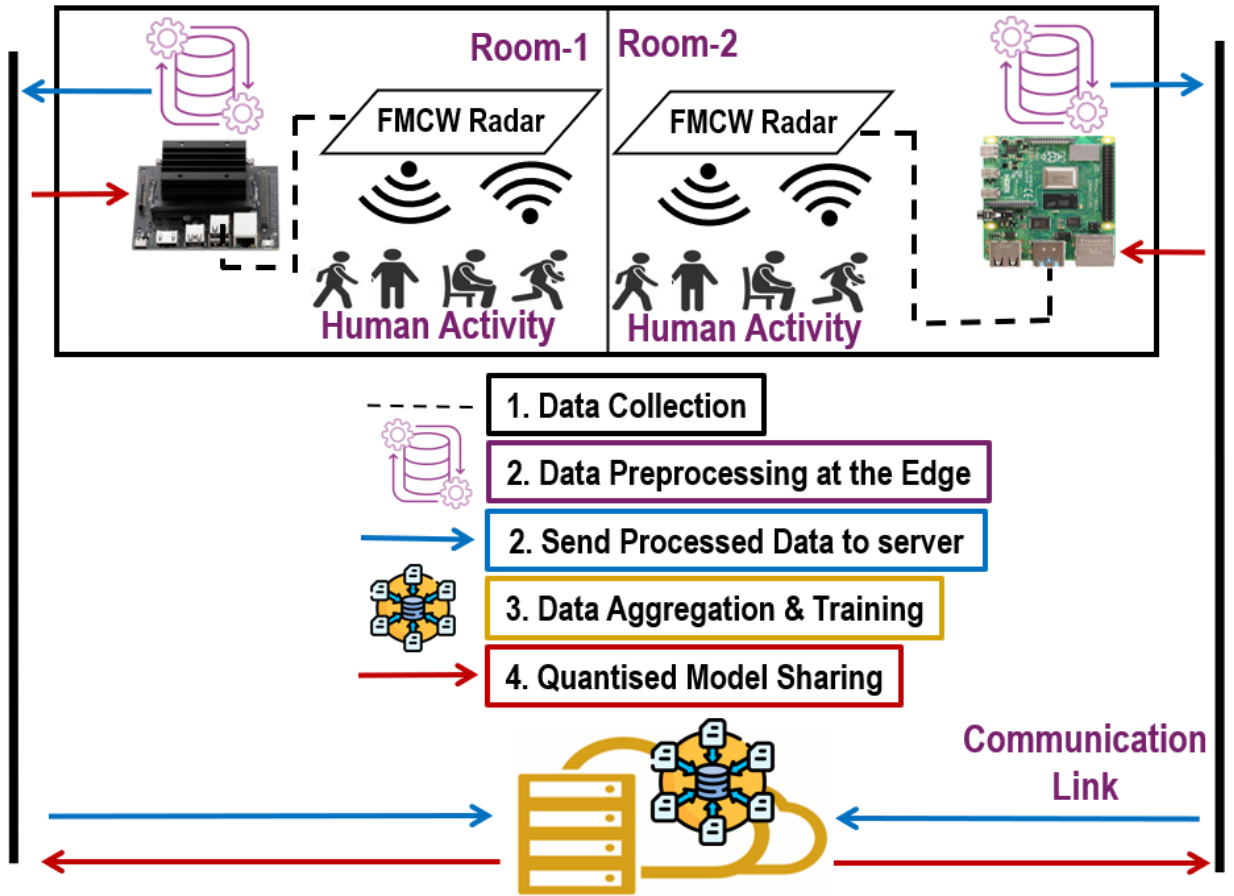 Room-1
Room-2
FMCW Radar
FMCW Radar
Human Activity
Human Activity
1. Data Collection
2. Data Preprocessing at the Edge
2. Send Processed Data to server
3. Data Aggregation & Training
4. Quantised Model Sharing
Communication
Link